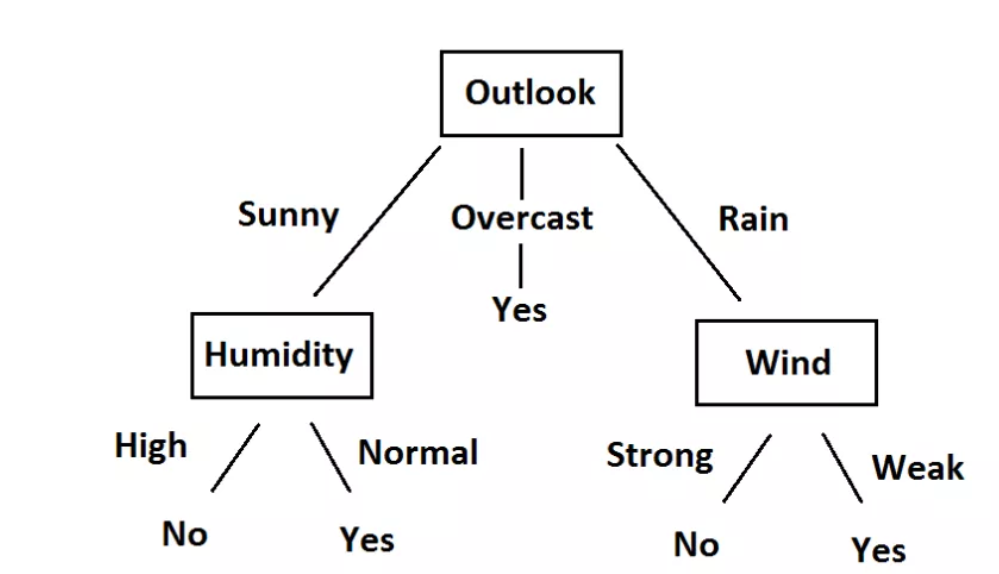 Outlook
Sunny
Overcast
Rain
Yes
Humidity
Wind
High
Normal
Strong
Weak
No
Yes
No
Yes